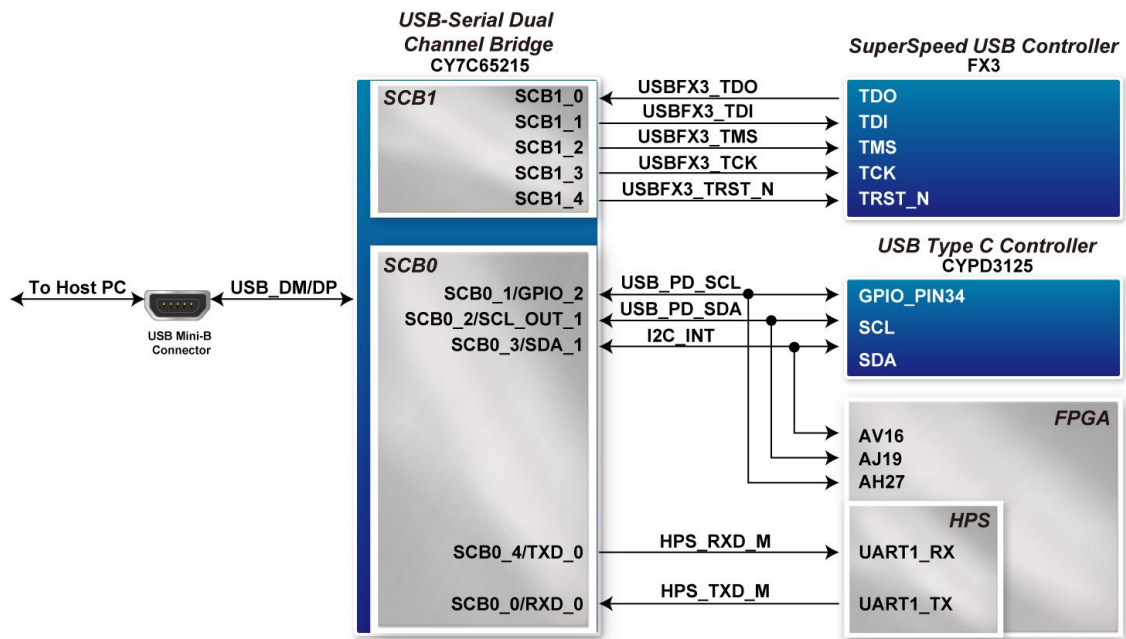 USB-Serial Dual
Channel Bridge
CY7C65215
SuperSpeed USB Controller
FX3
SCB1
SCB1_0
USBFX3_TDO
TDO
SCB1_1
USBFX3_TDI
TDI
SCB1_2
USBFX3_TMS
TMS
SCB1_3
USBFX3_TCK
TCK
SCB1_4
USBFX3_TRST_N
TRST_N
USB Type C Controller
CYPD3125
SCB0
To Host PC
USB_DM/DP
USB Mini-B
Connector
SCB0_1/GPIO_2
USB_PD_SCL
GPIO_PIN34
SCB0_2/SCL_OUT_1
USB_PD_SDA
SCL
SCB0_3/SDA_1
I2C_INT
SDA
FPGA
AV16
AJ19
AH27
HPS
SCB0_4/TXD_0
HPS_RXD_M
UART1_RX
SCB0_0/RXD_0
HPS_TXD_M
UART1_TX